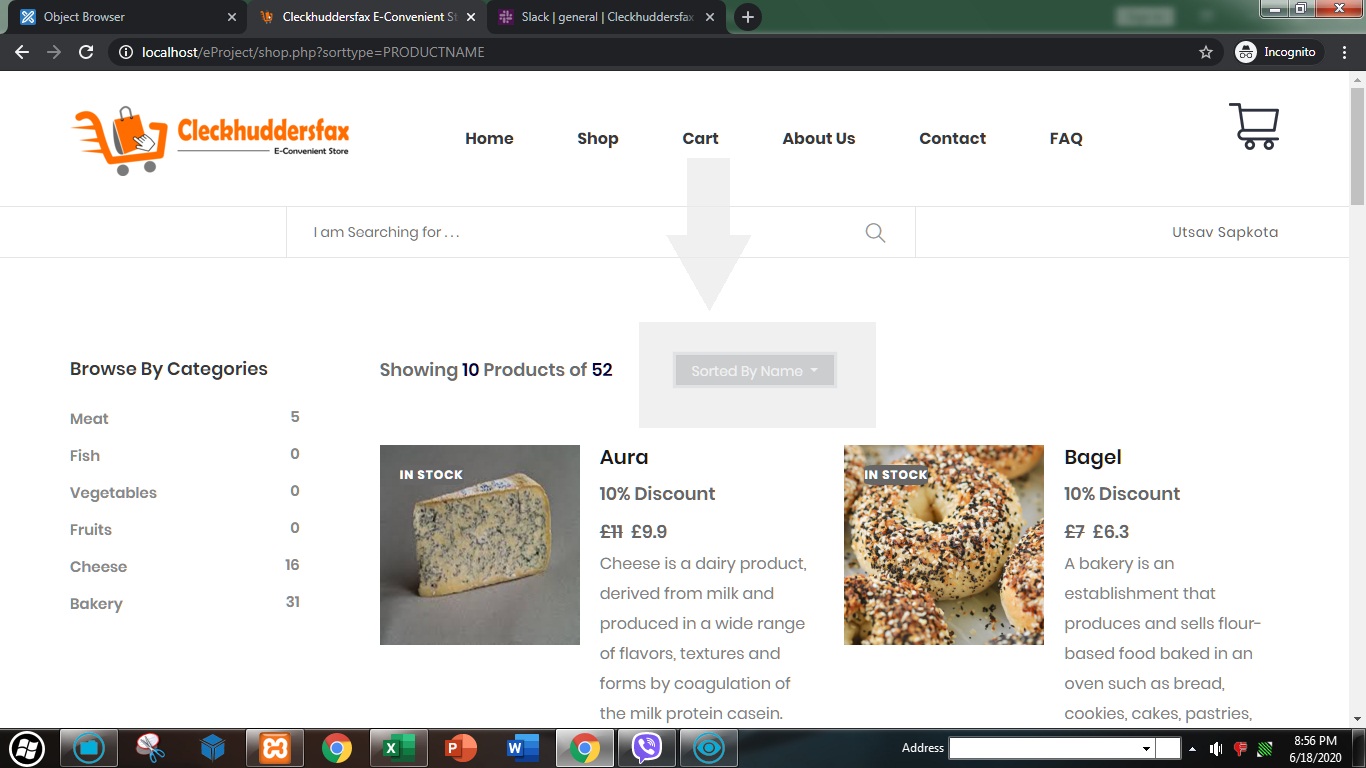 Object Browser
Cleckhuddersfax E-Convenient St
Slack | general | Cleckhuddersfax
localhost/eProject/shop.php?sorttype=PRODUCTNAME
Incognito
Cleckhuddersfax
E-Convenient Store
Home
Shop
Cart
About Us
Contact
FAQ
I am Searching for . . .
Utsav Sapkota
Browse By Categories
Showing 10 Products of 52
Sorted By Name
Meat 5
Fish 0
Vegetables 0
Fruits 0
Cheese 16
Bakery 31
IN STOCK
Aura
10% Discount
£11 £9.9
Cheese is a dairy product,
derived from milk and
produced in a wide range
of flavors, textures and
forms by coagulation of
the milk protein casein.
IN STOCK
Bagel
10% Discount
£7 £6.3
A bakery is an
establishment that
produces and sells flour-
based food baked in an
oven such as bread,
cookies, cakes, pastries,
Address
8:56 PM
6/18/2020